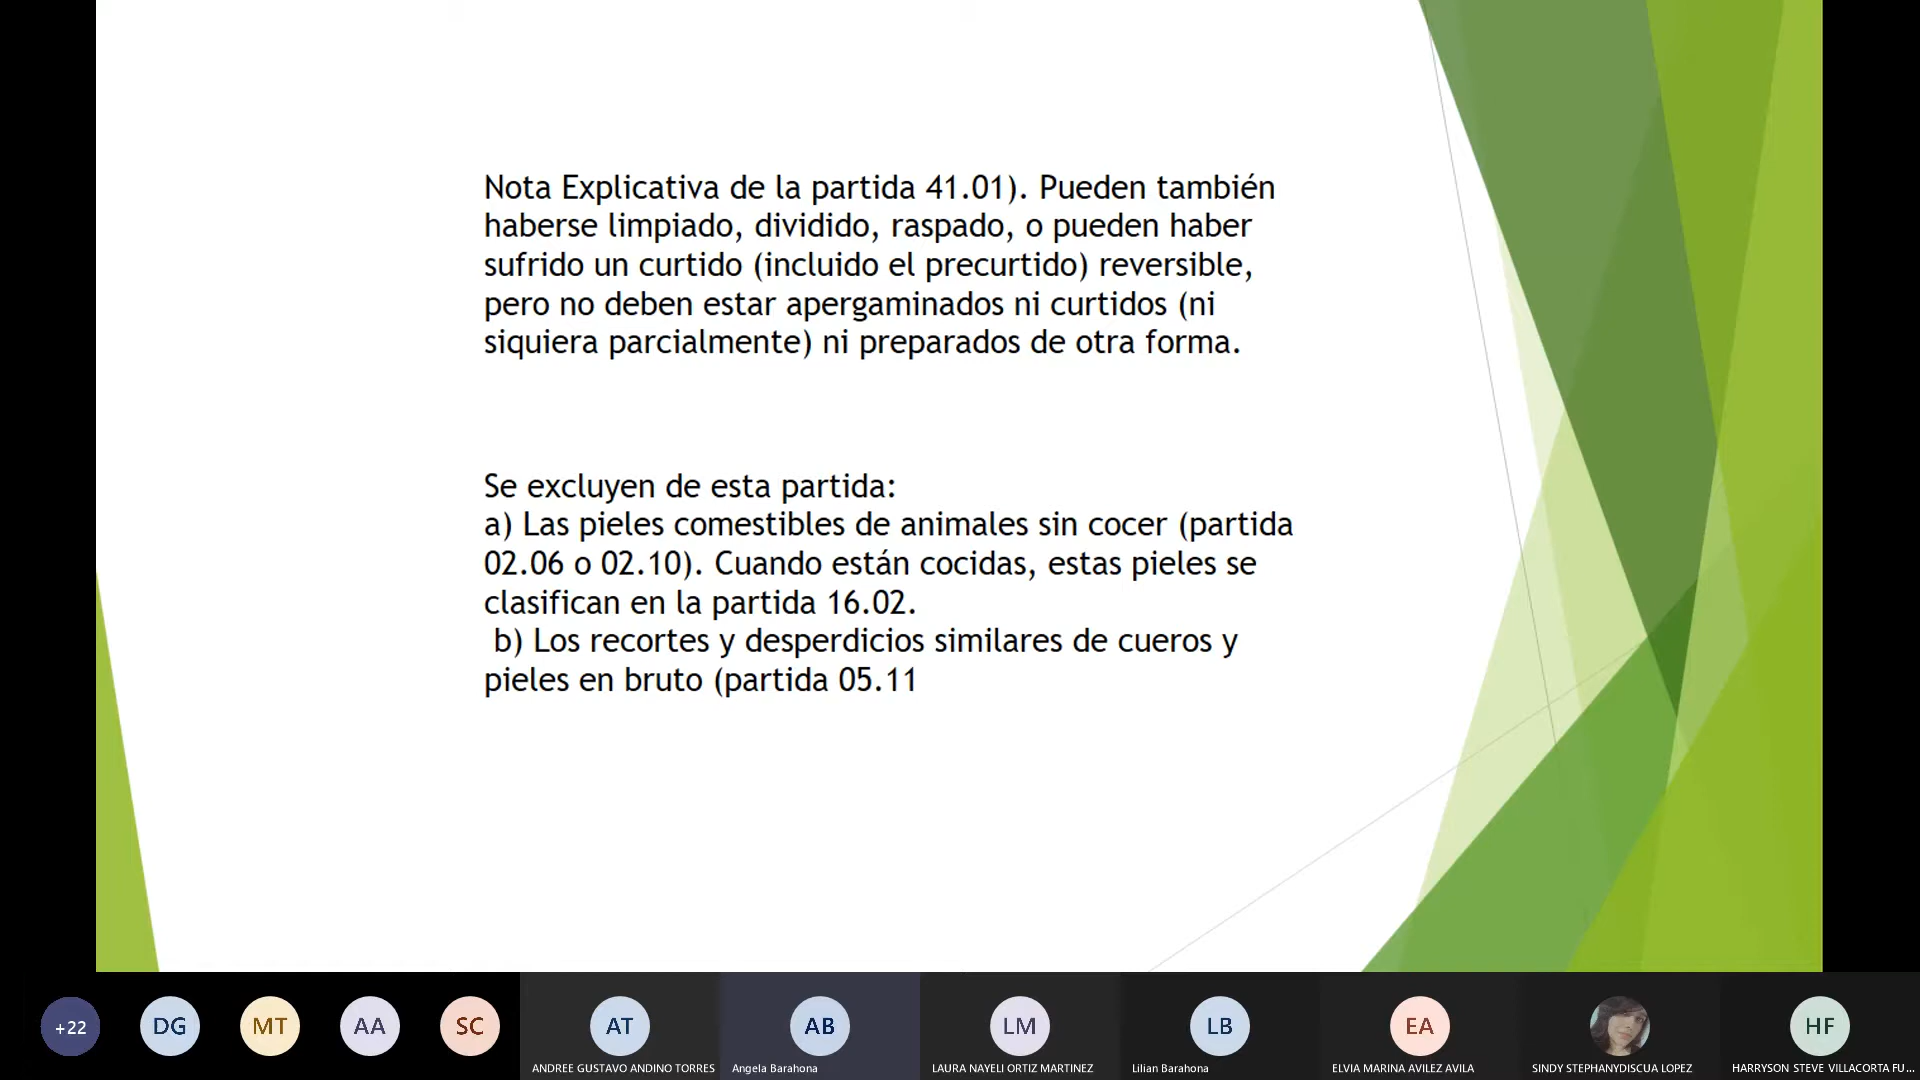 Nota Explicativa de la partida 41.01). Pueden también
haberse limpiado, dividido, raspado, o pueden haber
sufrido un curtido (incluido el precurtido) reversible,
pero no deben estar apergaminados ni curtidos (ni
siquiera parcialmente) ni preparados de otra forma.
Se excluyen de esta partida:
a) Las pieles comestibles de animales sin cocer (partida
02.06 o 02.10). Cuando están cocidas, estas pieles se
clasifican en la partida 16.02.
b) Los recortes y desperdicios similares de cueros y
pieles en bruto (partida 05.11
+22
DG
MT
AA
SC
AT
AB
LM
LB
EA
HF
ANDREE GUSTAVO ANDINO TORRES
Angela Barahona
LAURA NAYELI ORTIZ MARTINEZ
Lilian Barahona
ELVIA MARINA AVILEZ AVILA
SINDY STEPHANYDISCUA LOPEZ
HARRYSON STEVE VILLACORTA FU...